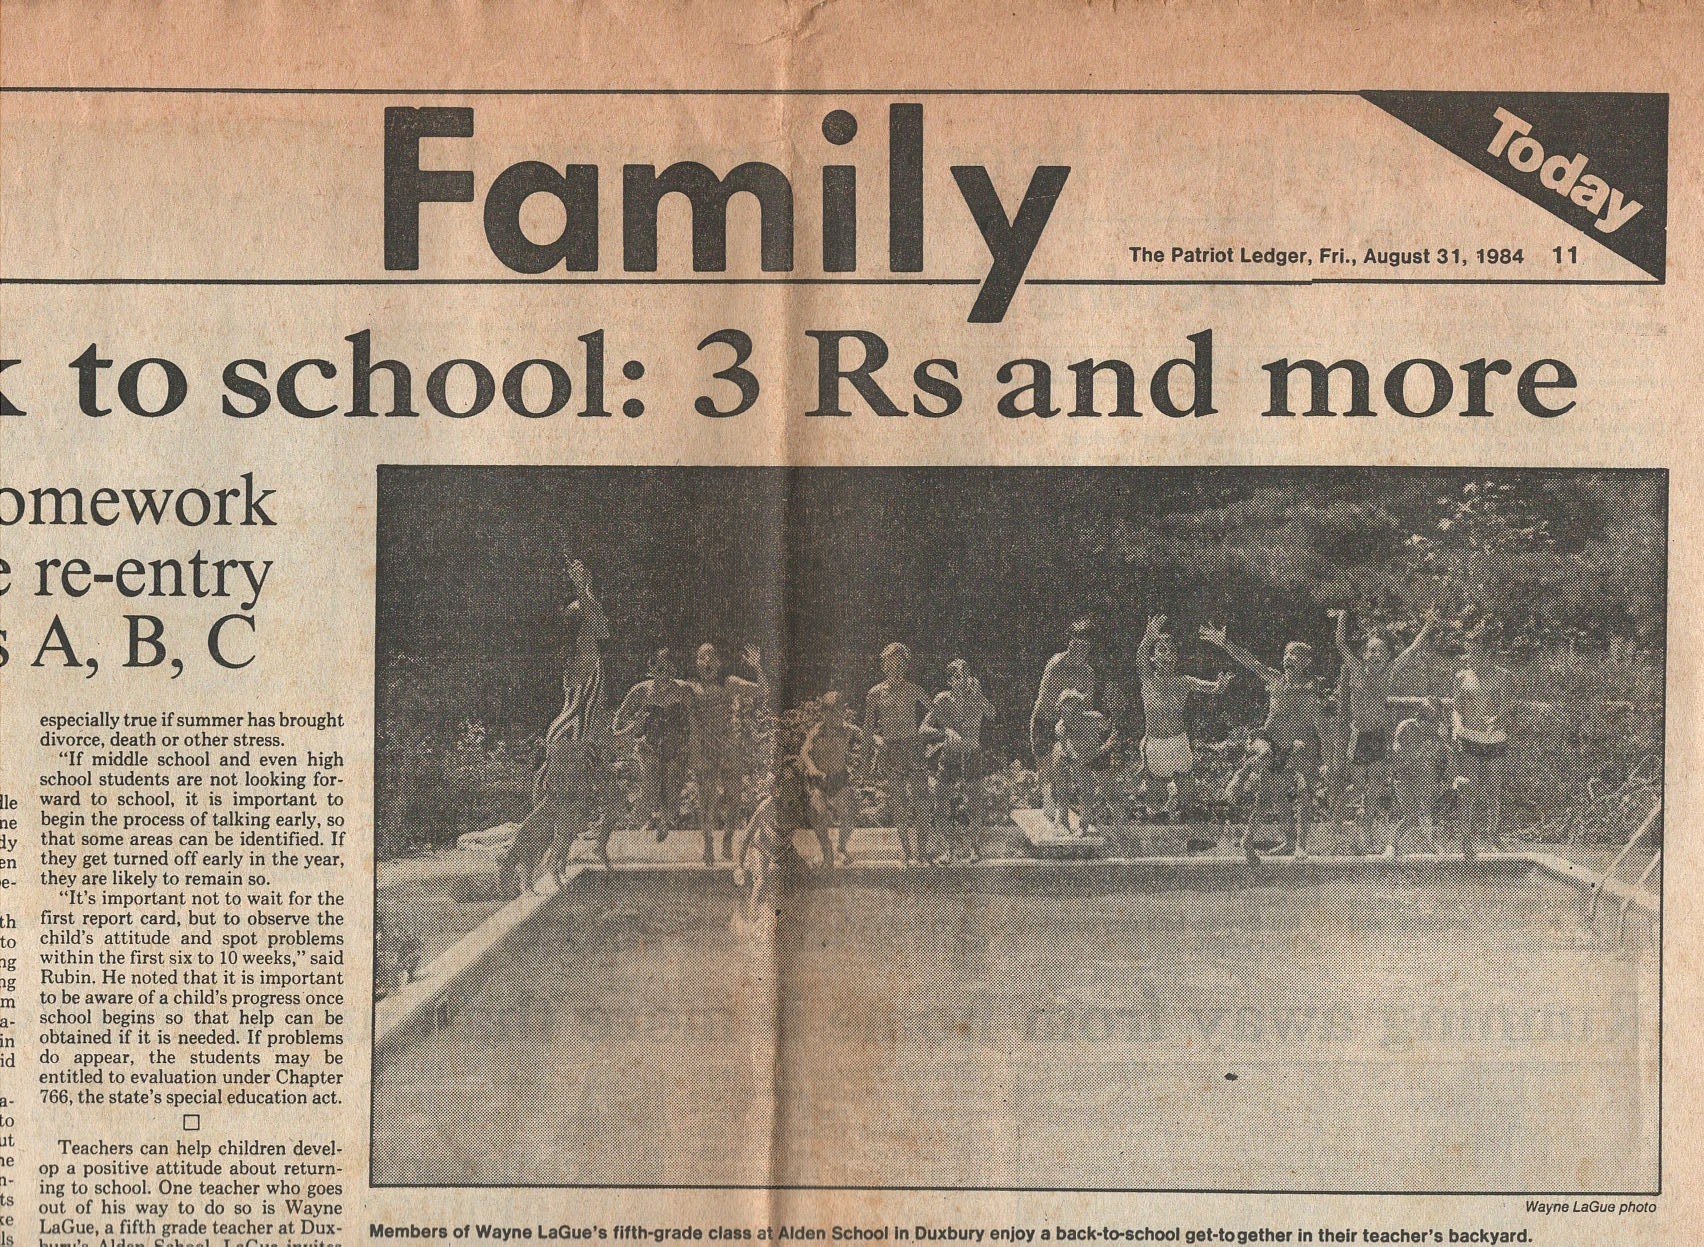 Family
Today
The Patriot Ledger, Fri., August 31, 1984 11
to school: 3 Rs and more
omework
re-entry
A, B, C
especially true if summer has brought
divorce, death or other stress.
“If middle school and even high
school students are not looking for-
ward to school, it is important to
begin the process of talking early, so
that some areas can be identified. If
they get turned off early in the year,
they are likely to remain so.
“It's important not to wait for the
first report card, but to observe the
child's attitude and spot problems
within the first six to 10 weeks,” said
Rubin. He noted that it is important
to be aware of a child's progress once
school begins so that help can be
obtained if it is needed. If problems
do appear, the students may be
entitled to evaluation under Chapter
766, the state's special education act.
Teachers can help children devel-
op a positive attitude about return-
ing to school. One teacher who goes
out of his way to do so is Wayne
LaGue, a fifth grade teacher at Dux-
Wayne LaGue photo
Members of Wayne LaGue's fifth-grade class at Alden School in Duxbury enjoy a back-to-school get-together in their teacher's backyard.